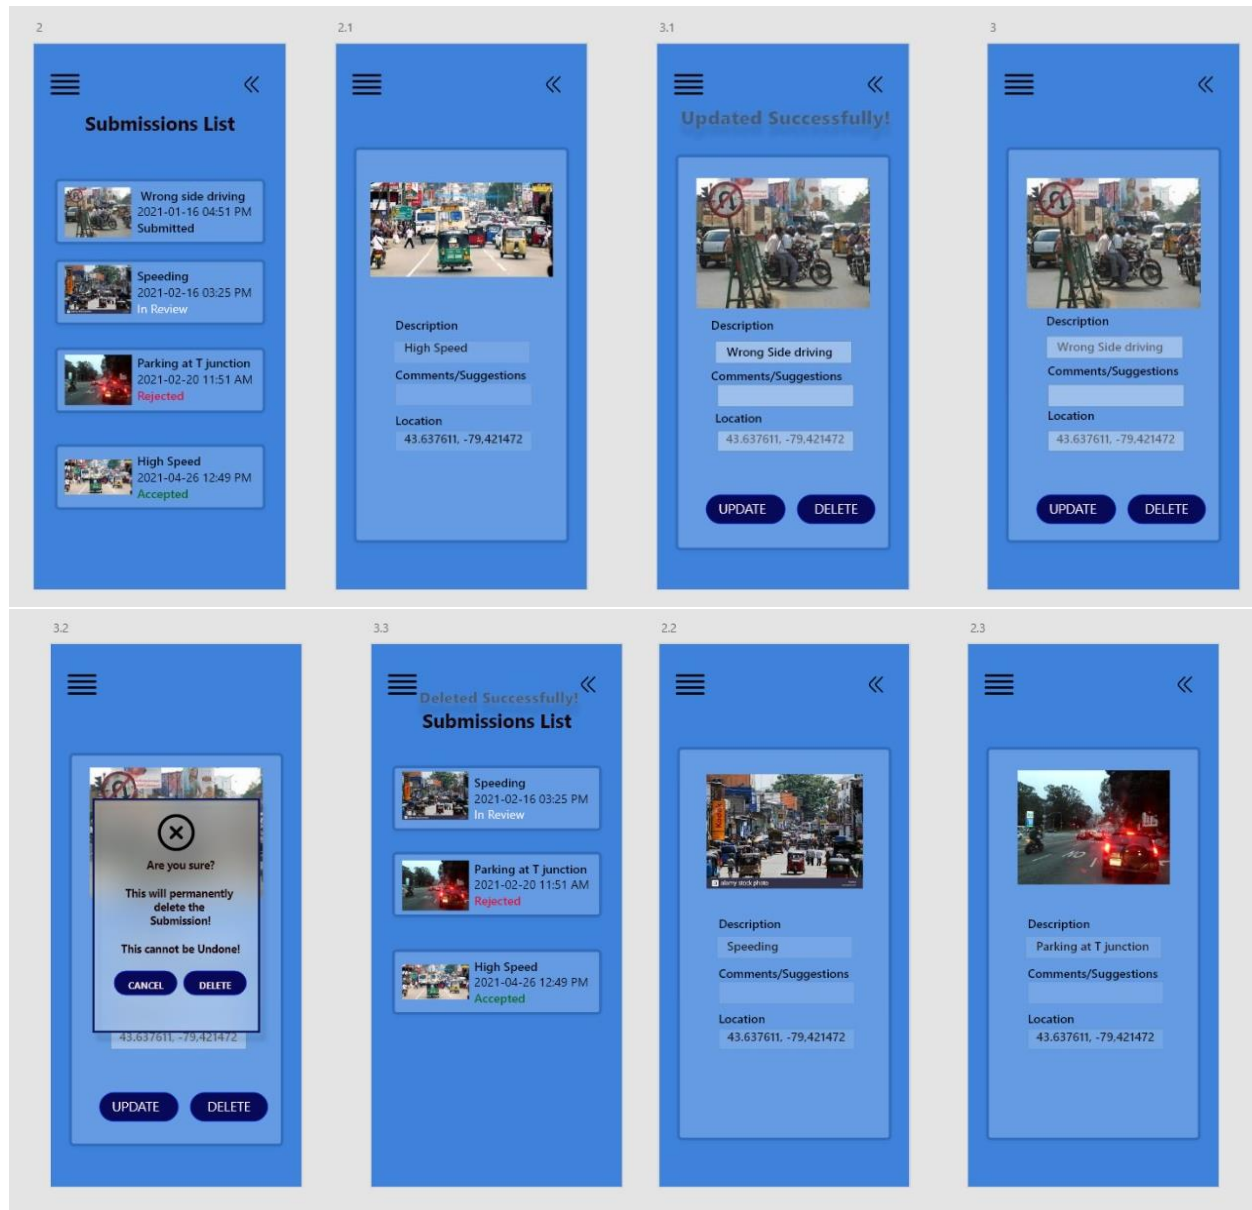 2
Submissions List
Wrong side driving
2021-01-16 04:51 PM
Submitted
Speeding
2021-02-16 03:25 PM
In Review
Parking at T junction
2021-02-20 11:51 AM
Rejected
High Speed
2021-04-26 12:49 PM
Accepted
2.1
Description
High Speed
Comments/Suggestions
Location
43.637611, -79.421472
3.1
Updated Successfully!
Description
Wrong Side driving
Comments/Suggestions
Location
43.637611, -79.421472
UPDATE DELETE
3
Description
Wrong Side driving
Comments/Suggestions
Location
43.637611, -79.421472
UPDATE DELETE
3.2
Are you sure?
This will permanently
delete the
Submission!
This cannot be Undone!
CANCEL DELETE
43.637611, -79.421472
UPDATE DELETE
3.3
Deleted Successfully!
Submissions List
Speeding
2021-02-16 03:25 PM
In Review
Parking at T junction
2021-02-20 11:51 AM
Rejected
High Speed
2021-04-26 12:49 PM
Accepted
2.2
alamy stock photo
Description
Speeding
Comments/Suggestions
Location
43.637611, -79.421472
2.3
Description
Parking at T junction
Comments/Suggestions
Location
43.637611, -79.421472